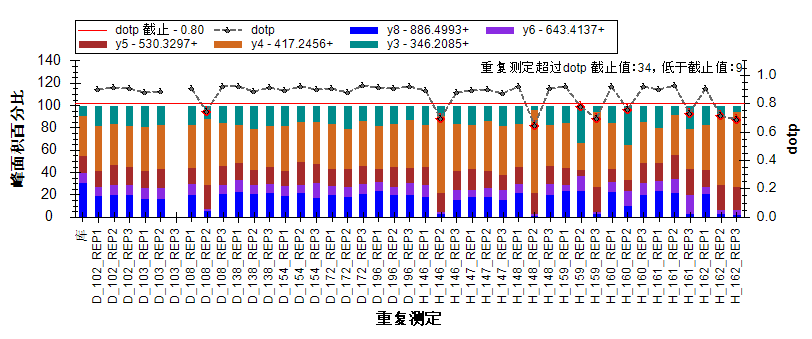 dotp 截止 - 0.80
dotp
y8 - 886.4993+
y6 - 643.4137+
y5 - 530.3297+
y4 - 417.2456+
y3 - 346.2085+
重复测定超过dotp 截止值:34, 低于截止值:9
峰面积百分比
140
120
100
80
60
40
20
0
1.0
0.8
0.6
0.4
0.2
0.0
dotp
库
D_102_REP1
D_102_REP2
D_102_REP3
D_103_REP1
D_103_REP2
D_103_REP3
D_108_REP1
D_108_REP2
D_108_REP3
D_138_REP1
D_138_REP2
D_138_REP3
D_154_REP1
D_154_REP2
D_154_REP3
D_172_REP1
D_172_REP2
D_172_REP3
D_196_REP1
D_196_REP2
D_196_REP3
H_146_REP1
H_146_REP2
H_146_REP3
H_147_REP1
H_147_REP2
H_147_REP3
H_148_REP1
H_148_REP2
H_148_REP3
H_159_REP1
H_159_REP2
H_159_REP3
H_160_REP1
H_160_REP2
H_160_REP3
H_161_REP1
H_161_REP2
H_161_REP3
H_162_REP1
H_162_REP2
H_162_REP3
重复测定